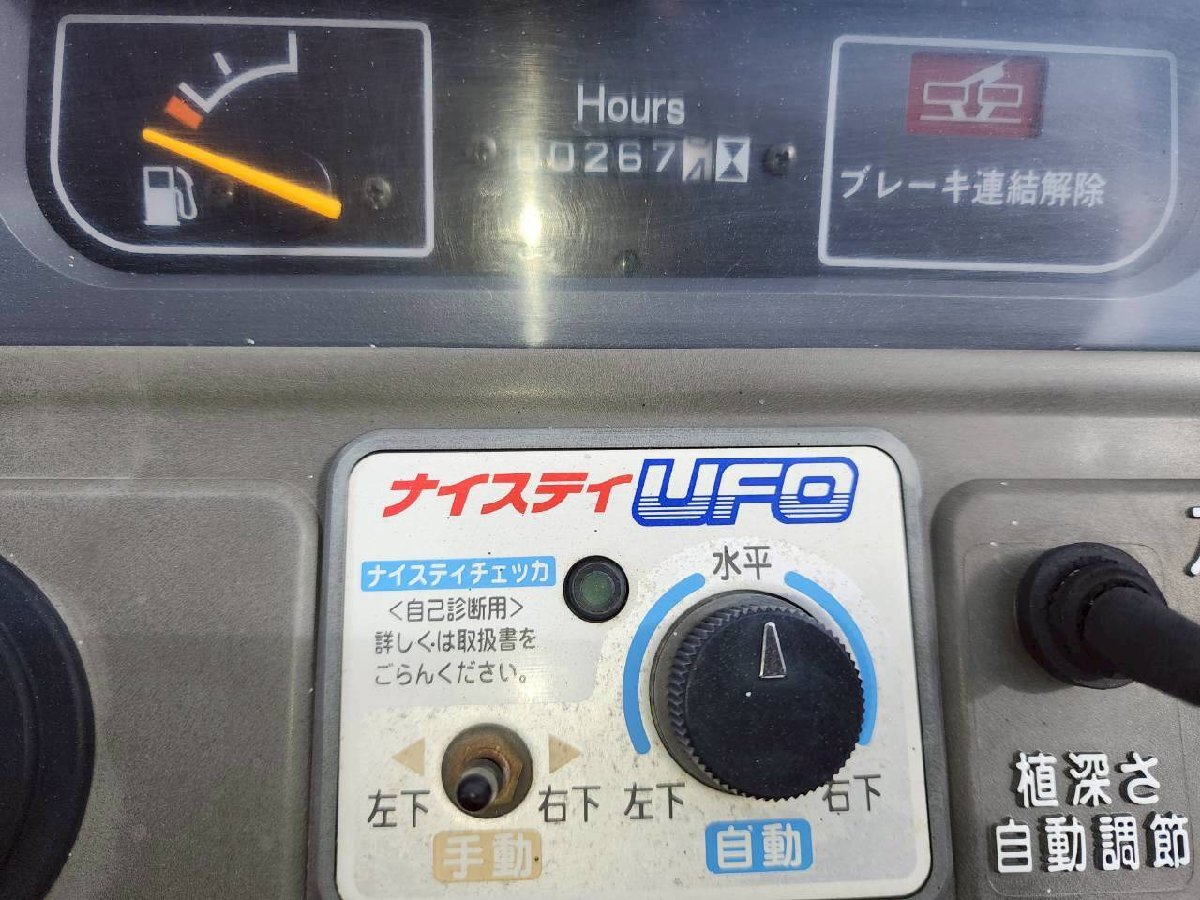 Hours
00267
ブレーキ連結解除
ナイスティUFO
ナイスティチェッカ
<自己診断用>
詳しくは取扱書を
ごらんください。
水平
左下
右下
手動
左下
右下
自動
植深さ
自動調節